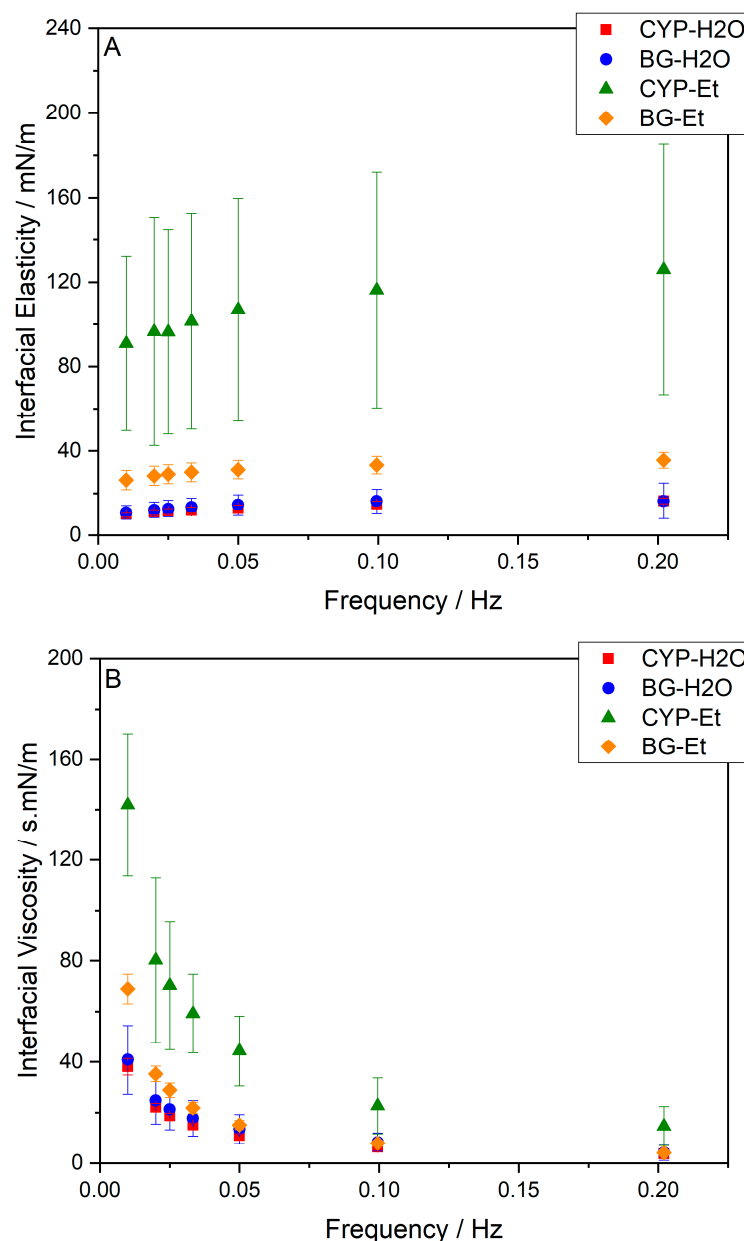 A
CYP-H2O
BG-H2O
CYP-Et
BG-Et
240
200
160
120
80
40
0
Interfacial Elasticity / mN/m
0.00
0.05
0.10
0.15
0.20
Frequency / Hz
B
CYP-H2O
BG-H2O
CYP-Et
BG-Et
200
160
120
80
40
0
Interfacial Viscosity / s.mN/m
0.00
0.05
0.10
0.15
0.20
Frequency / Hz